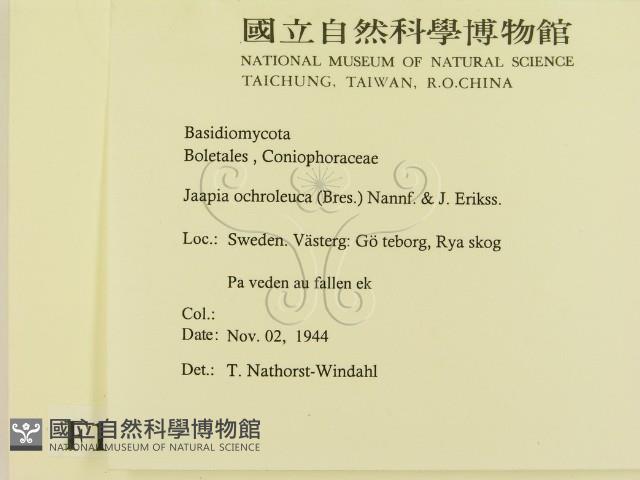 國立自然科學博物館
NATIONAL MUSEUM OF NATURAL SCIENCE
TAICHUNG, TAIWAN, R.O.CHINA
Basidiomycota
Boletales , Coniophoraceae
Jaapia ochroleuca (Bres.) Nannf. & J. Erikss.
Loc.: Sweden. Västerg: Gö teborg, Rya skog
Pa veden au fallen ek
Col.:
Date: Nov. 02, 1944
Det.: T. Nathorst-Windahl
國立自然科學博物館
NATIONAL MUSEUM OF NATURAL SCIENCE